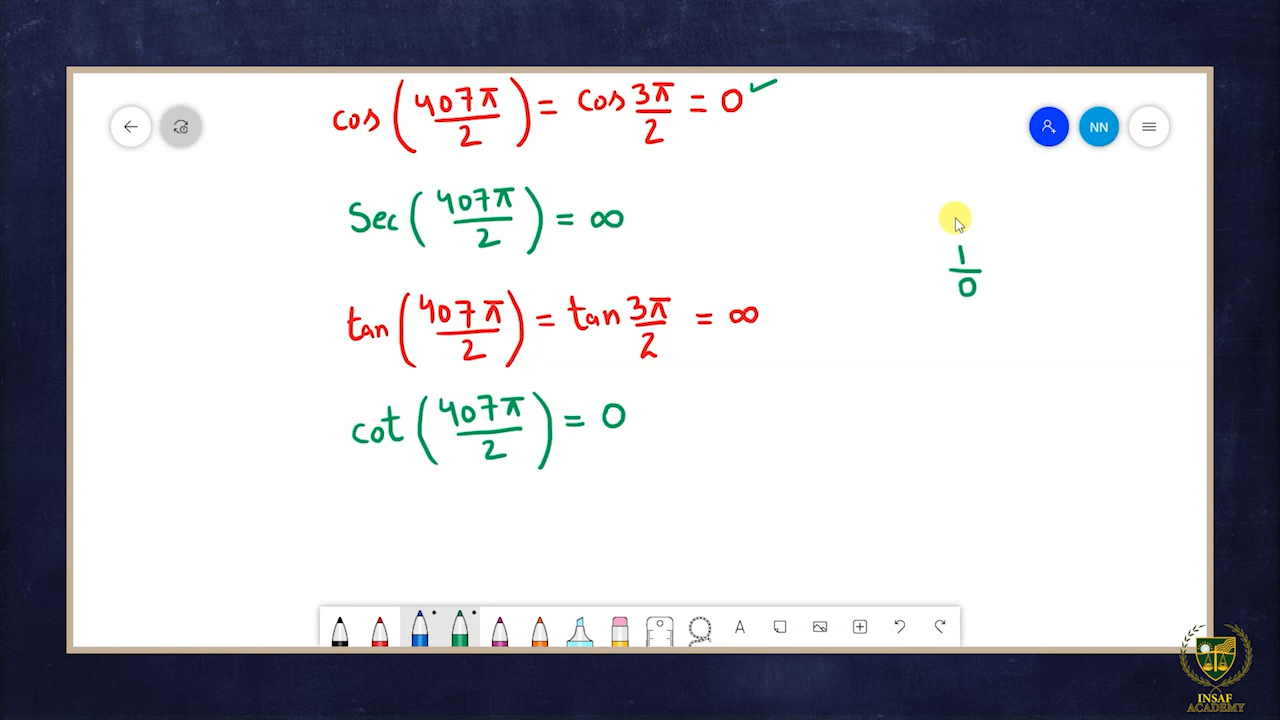 cos(407π/2) = cos 3π/2 = 0 ✓
NN
Sec(407π/2) = ∞
1/0
tan(407π/2) = tan 3π/2 = ∞
cot(407π/2) = 0
A
INSAF
ACADEMY